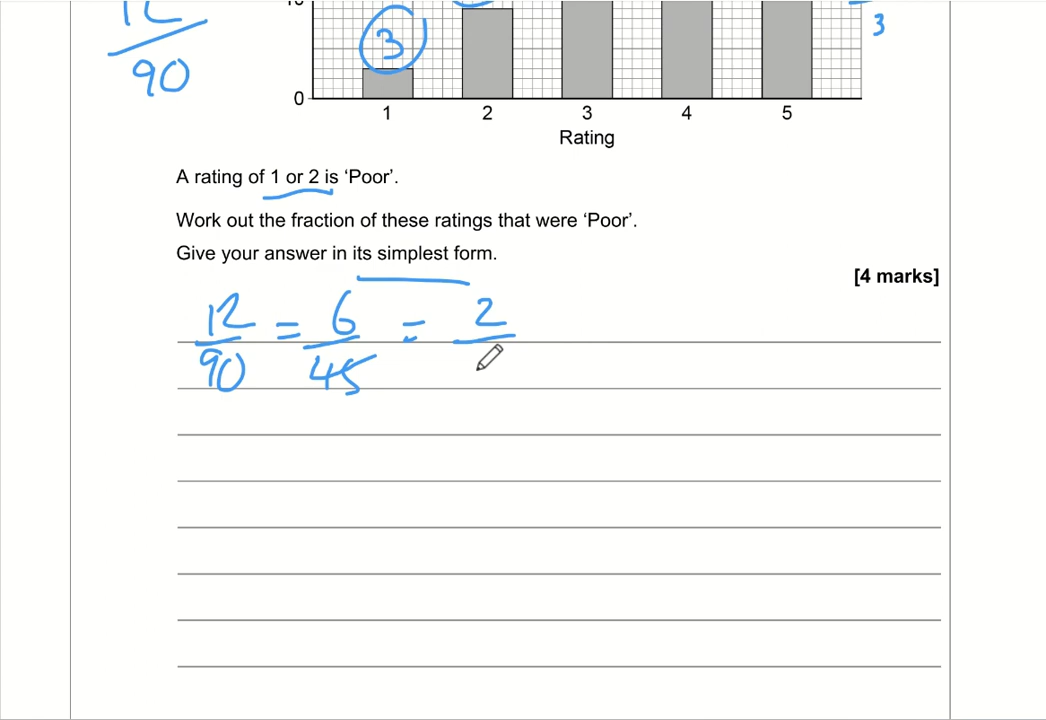 12
90
3
3
0
1 2 3 4 5
Rating
A rating of 1 or 2 is ‘Poor’.
Work out the fraction of these ratings that were ‘Poor’.
Give your answer in its simplest form.
[4 marks]
12/90 = 6/45 = 2/